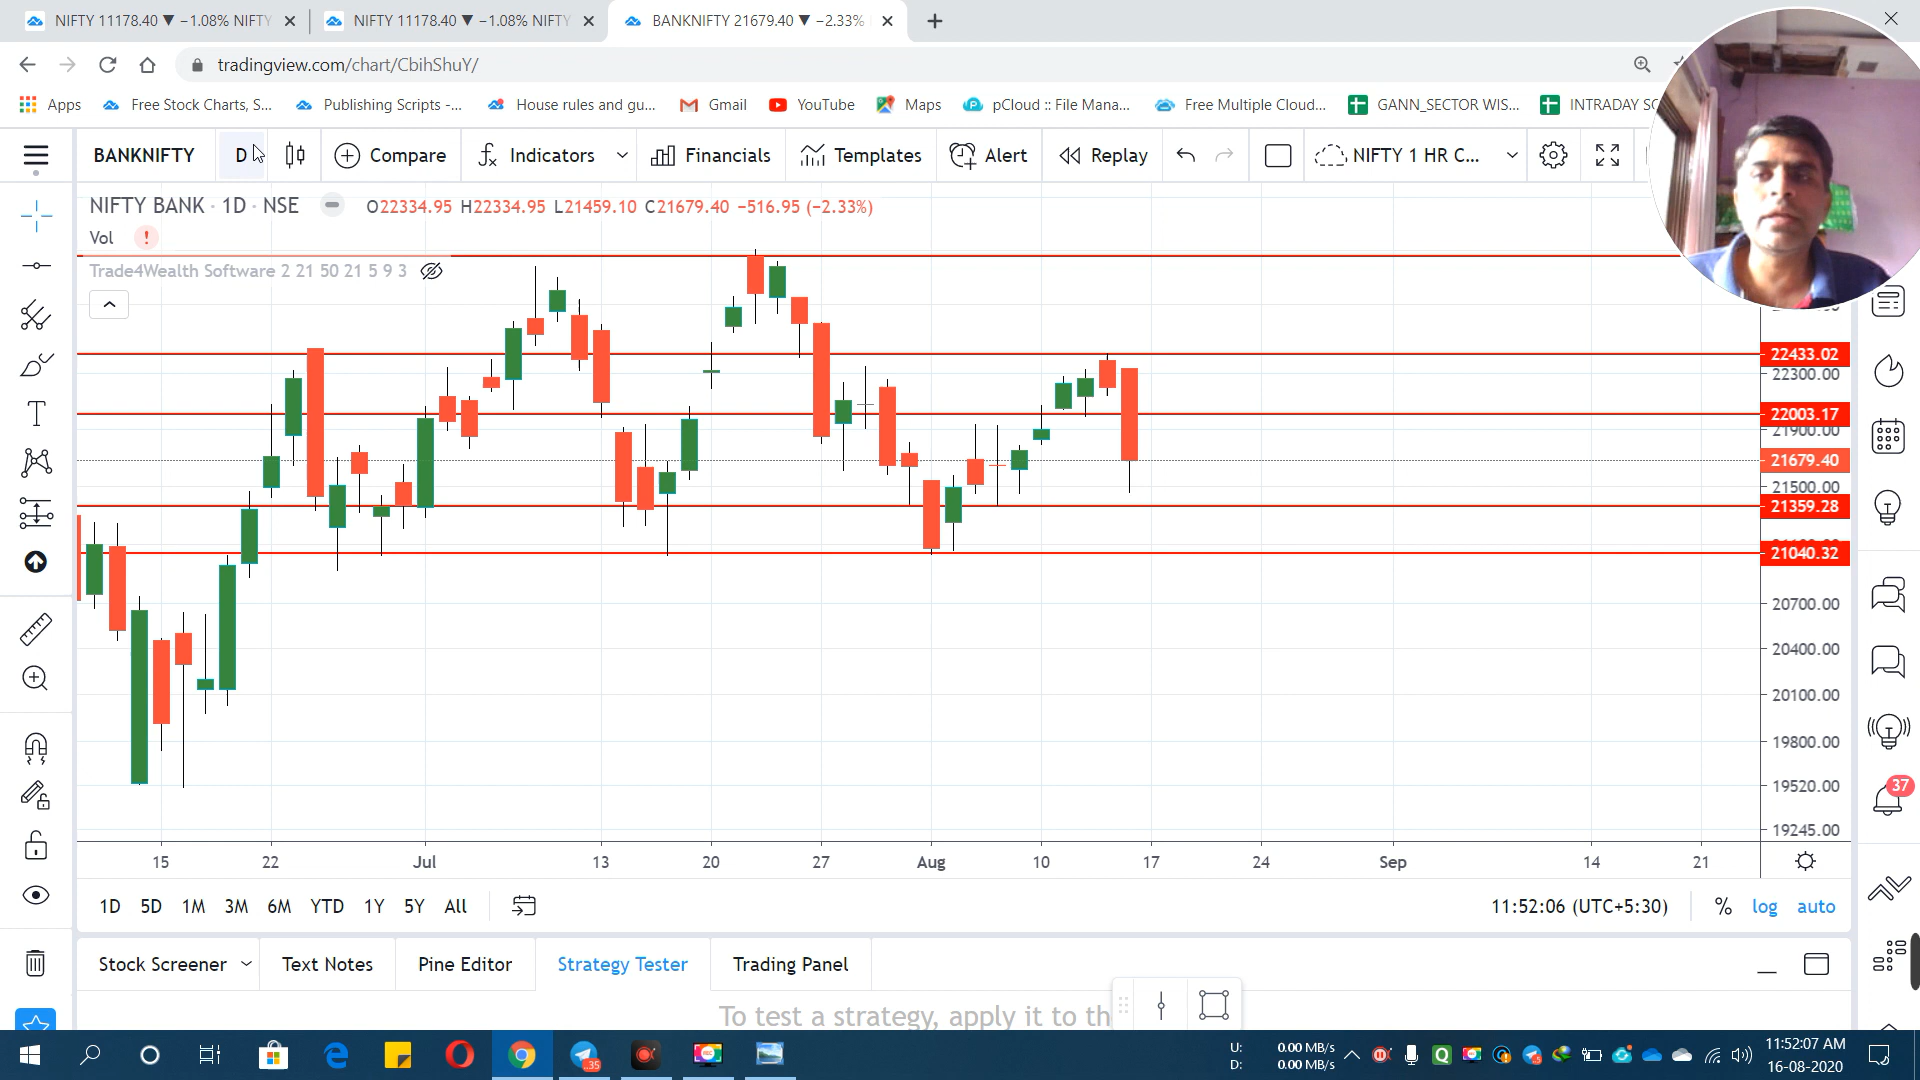 NIFTY 11178.40 ▼ −1.08% NIFTY
NIFTY 11178.40 ▼ −1.08% NIFTY
BANKNIFTY 21679.40 ▼ −2.33%
tradingview.com/chart/CbihShuY/
Apps
Free Stock Charts, S...
Publishing Scripts -...
House rules and gu...
Gmail
YouTube
Maps
pCloud :: File Mana...
Free Multiple Cloud...
GANN_SECTOR WIS...
INTRADAY SC
BANKNIFTY
D
Compare
Indicators
Financials
Templates
Alert
Replay
NIFTY 1 HR C...
NIFTY BANK · 1D · NSE
O22334.95 H22334.95 L21459.10 C21679.40 −516.95 (−2.33%)
Vol !
Trade4Wealth Software 2 21 50 21 5 9 3
22433.02
22300.00
22003.17
21900.00
21679.40
21500.00
21359.28
21040.32
20700.00
20400.00
20100.00
19800.00
19520.00
19245.00
15 22 Jul 13 20 27 Aug 10 17 24 Sep 14 21
1D 5D 1M 3M 6M YTD 1Y 5Y All
11:52:06 (UTC+5:30)
% log auto
37
Stock Screener
Text Notes
Pine Editor
Strategy Tester
Trading Panel
To test a strategy, apply it to th
U: 0.00 MB/s
D: 0.00 MB/s
11:52:07 AM
16-08-2020